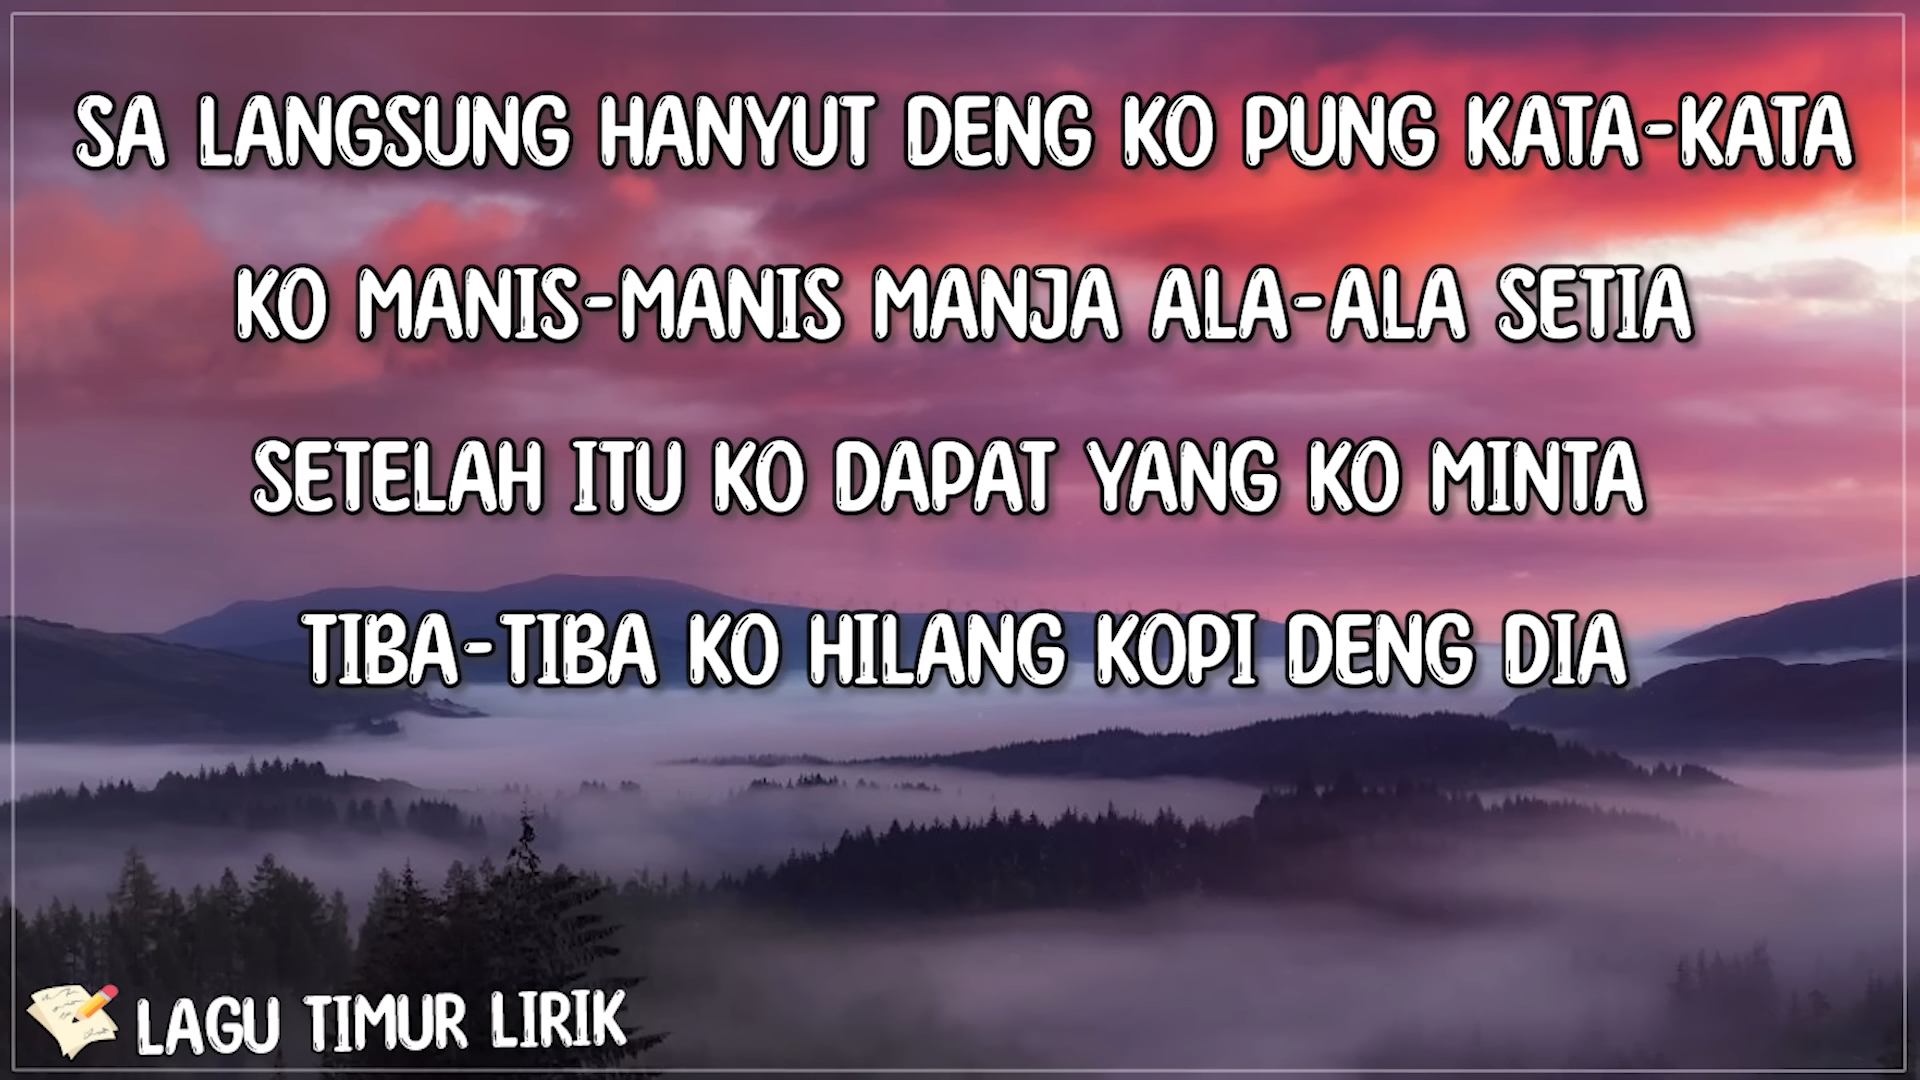 SA LANGSUNG HANYUT DENG KO PUNG KATA-KATA
KO MANIS-MANIS MANJA ALA-ALA SETIA
SETELAH ITU KO DAPAT YANG KO MINTA
TIBA-TIBA KO HILANG KOPI DENG DIA
LAGU TIMUR LIRIK